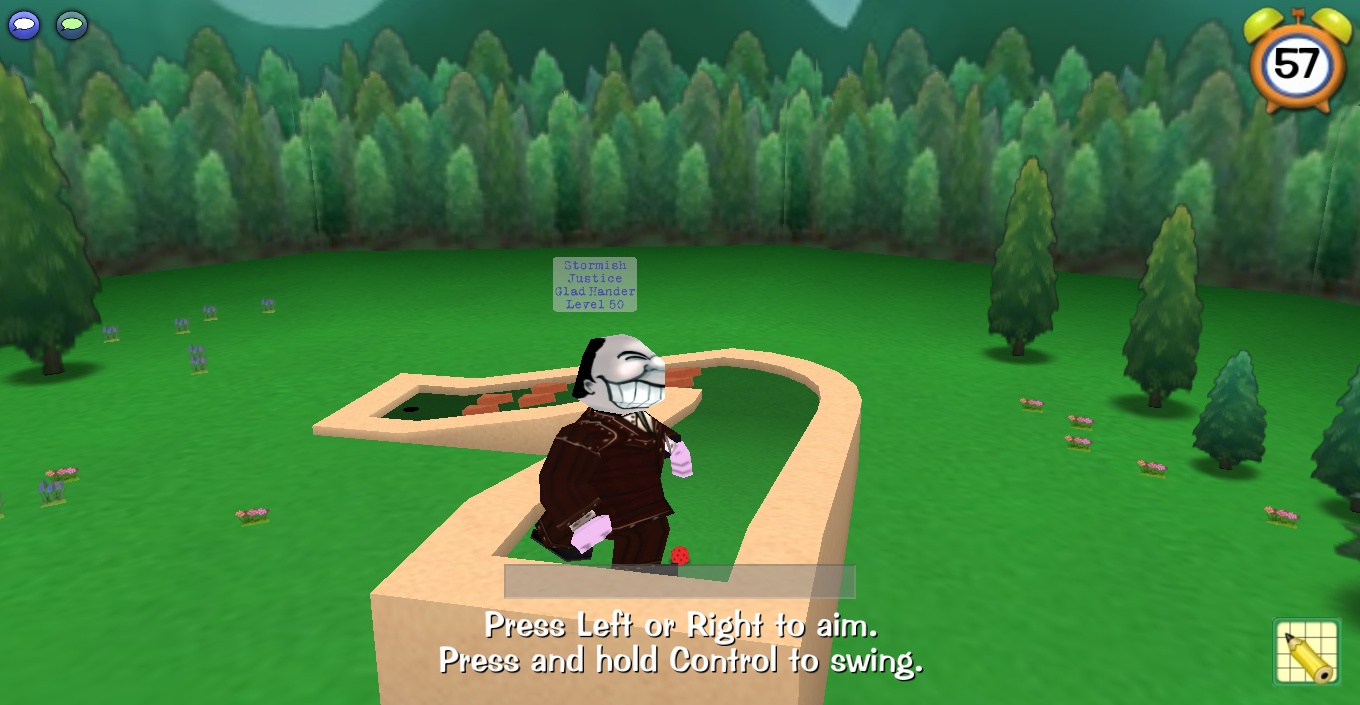 57
Stormish
Justice
Glad Hander
Level 50
Press Left or Right to aim.
Press and hold Control to swing.